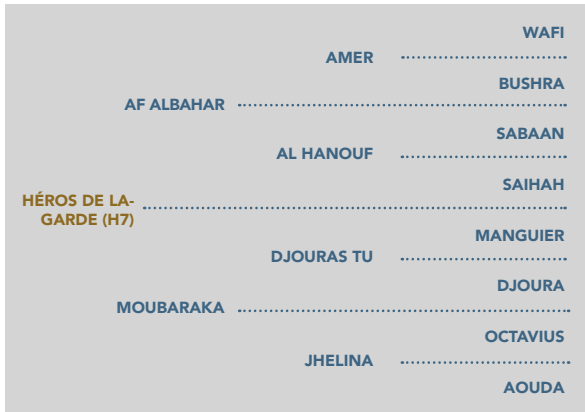 WAFI
AMER
BUSHRA
AF ALBAHAR
SABAAN
AL HANOUF
SAIHAH
HÉROS DE LA-
GARDE (H7)
MANGUIER
DJOURAS TU
DJOURA
MOUBARAKA
OCTAVIUS
JHELINA
AOUDA